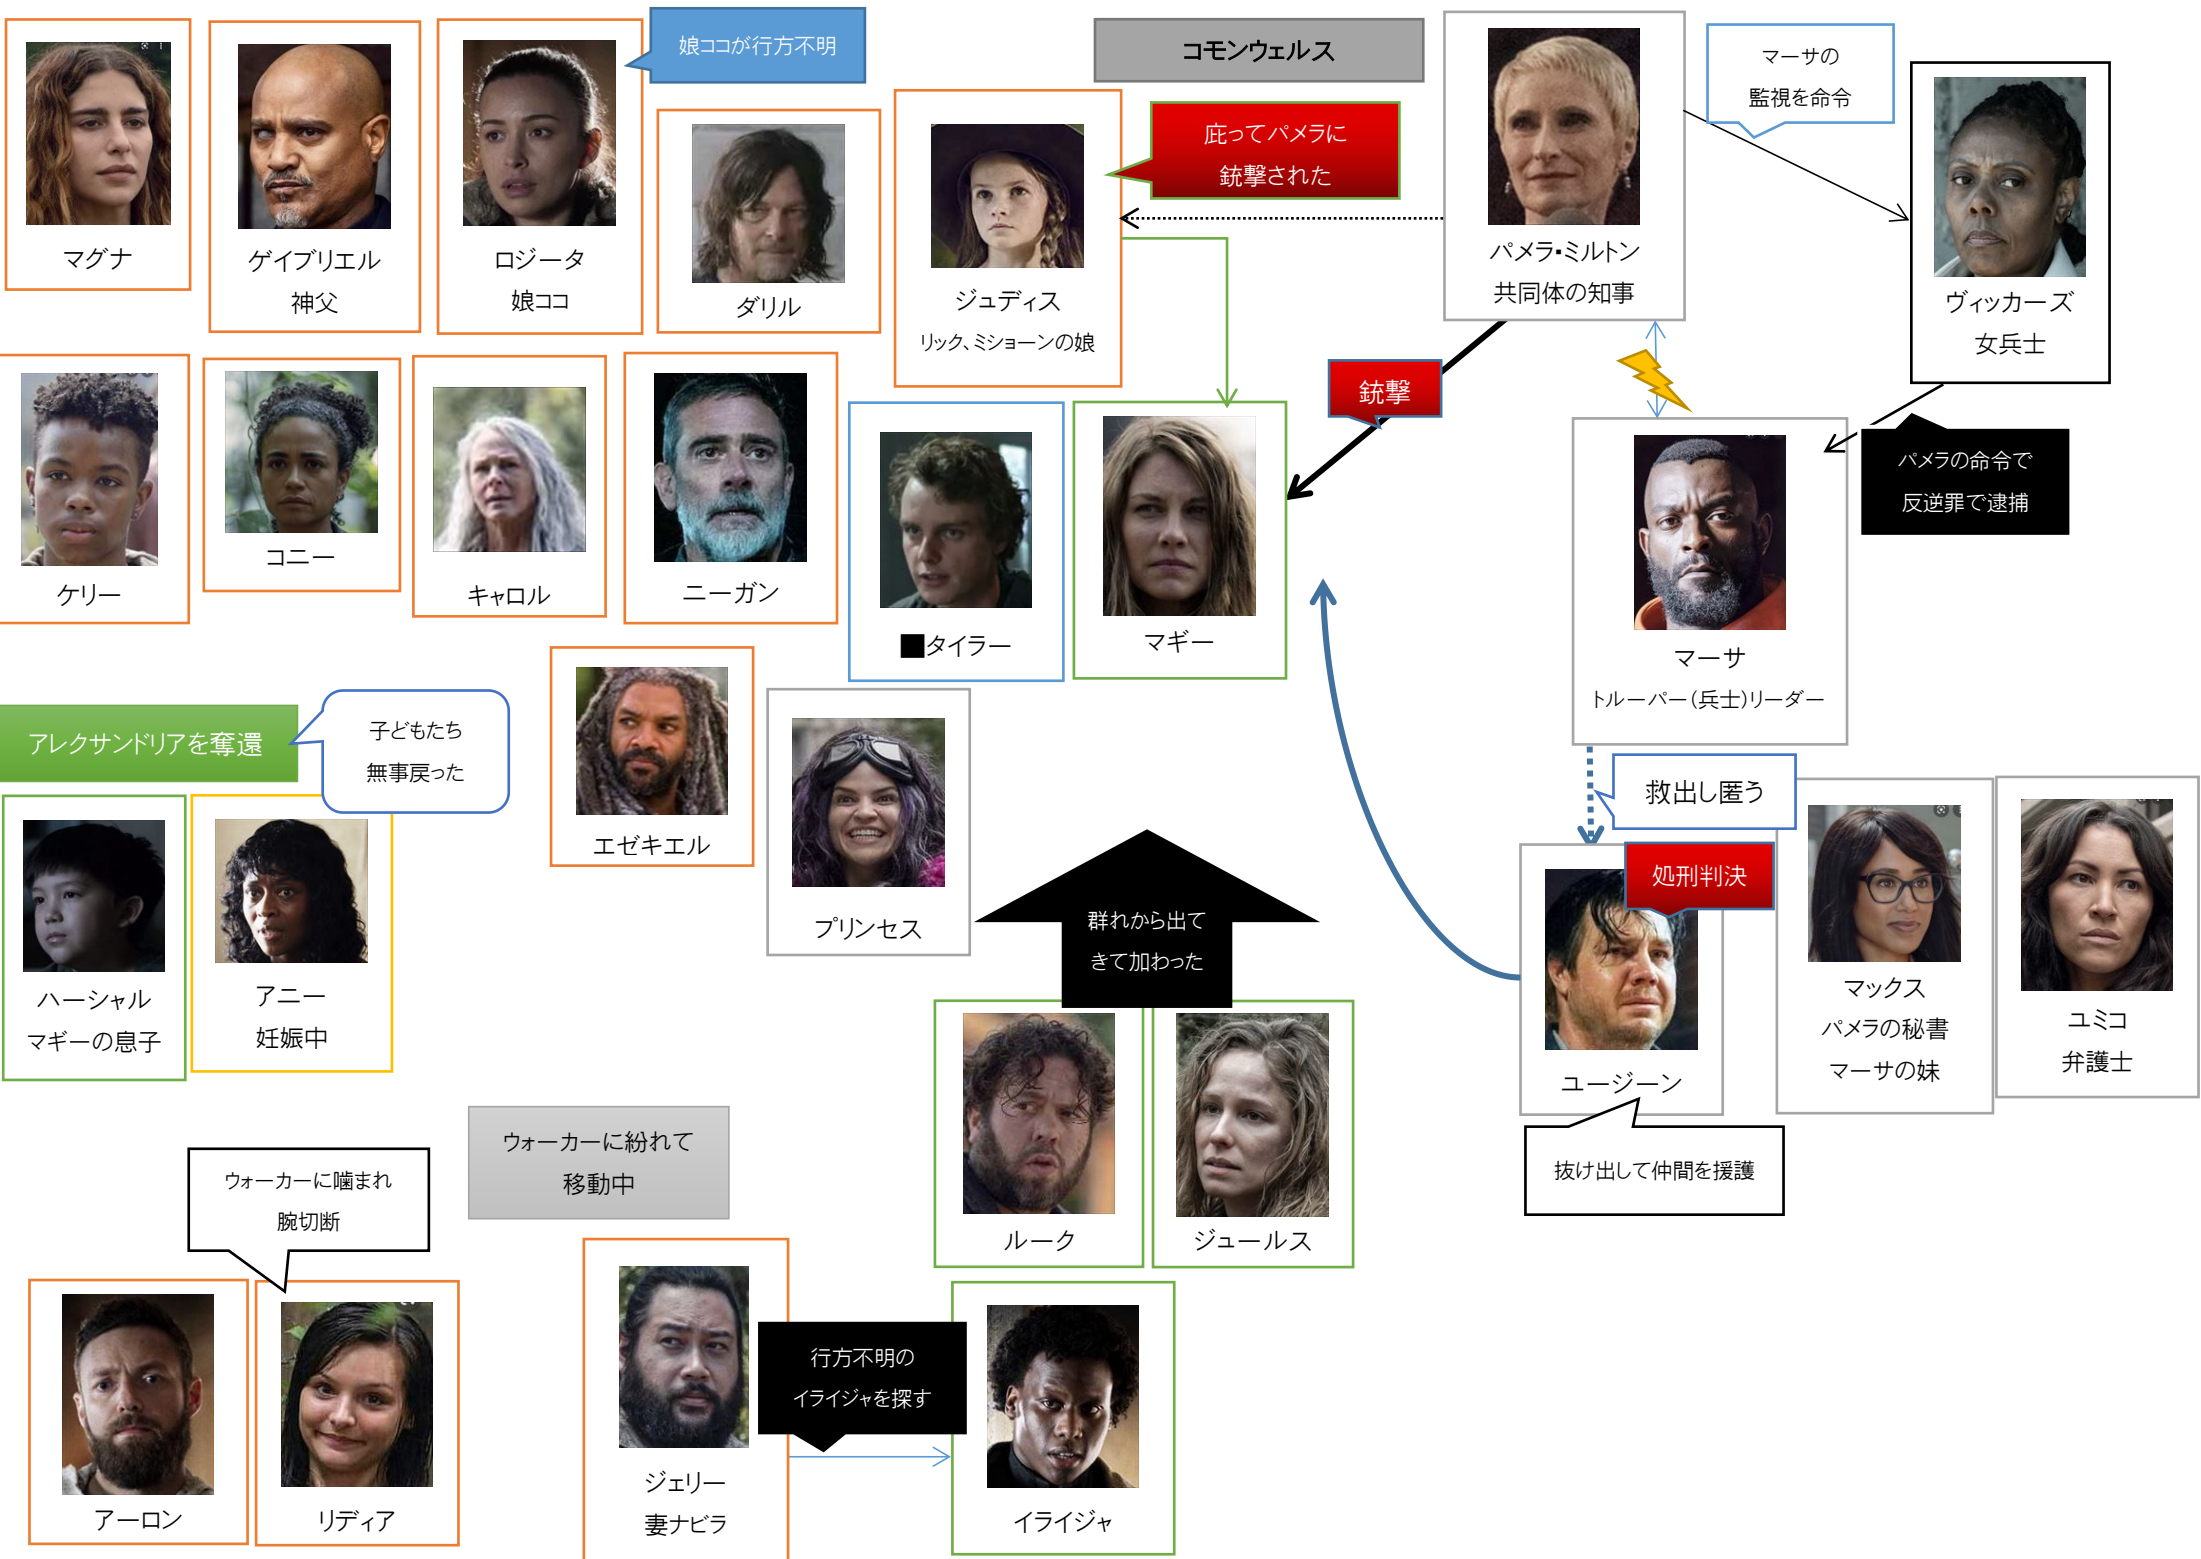 娘ココが行方不明
コモンウェルス
マーサの
監視を命令
庇ってパメラに
銃撃された
マグナ
ゲイブリエル
神父
ロジータ
娘ココ
ダリル
ジュディス
リック、ミショーンの娘
パメラ・ミルトン
共同体の知事
ヴィッカーズ
女兵士
銃撃
パメラの命令で
反逆罪で逮捕
ケリー
コニー
キャロル
ニーガン
■タイラー
マギー
マーサ
トルーパー（兵士）リーダー
アレクサンドリアを奪還
子どもたち
無事戻った
エゼキエル
プリンセス
救出し匿う
処刑判決
群れから出て
きて加わった
ハーシャル
マギーの息子
アニー
妊娠中
ユージーン
マックス
パメラの秘書
マーサの妹
ユミコ
弁護士
抜け出して仲間を援護
ウォーカーに紛れて
移動中
ウォーカーに噛まれ
腕切断
ルーク
ジュールス
行方不明の
イライジャを探す
アーロン
リディア
ジェリー
妻ナビラ
イライジャ